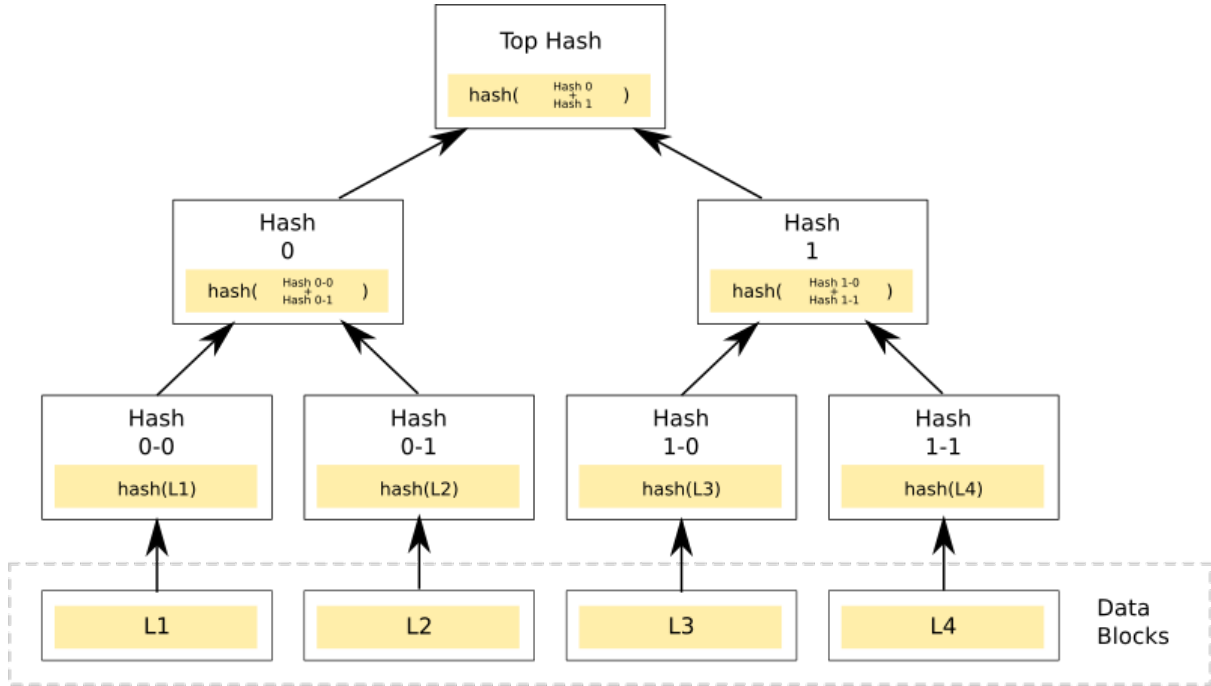 Top Hash
hash( Hash 0 + Hash 1 )
Hash
0
hash( Hash 0-0 + Hash 0-1 )
Hash
1
hash( Hash 1-0 + Hash 1-1 )
Hash
0-0
hash(L1)
Hash
0-1
hash(L2)
Hash
1-0
hash(L3)
Hash
1-1
hash(L4)
L1
L2
L3
L4
Data
Blocks